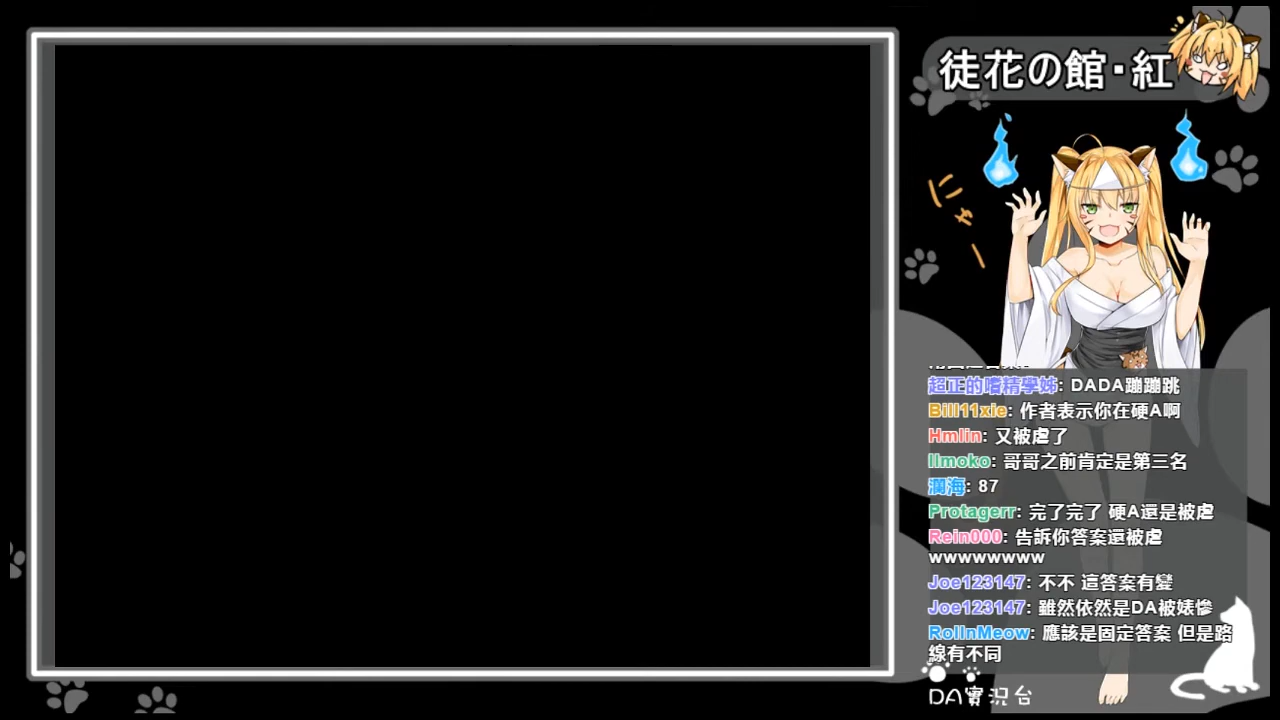 徒花の館・紅
にゃー
超正的嗜精學姊: DADA蹦蹦跳
Bill11xie: 作者表示你在硬A啊
Hmlin: 又被虐了
llmoko: 哥哥之前肯定是第三名
瀾海: 87
Protagerr: 完了完了 硬A還是被虐
Rein000: 告訴你答案還被虐
wwwwwwww
Joe123147: 不不 這答案有變
Joe123147: 雖然依然是DA被婊慘
RollnMeow: 應該是固定答案 但是路
線有不同
DA實況台